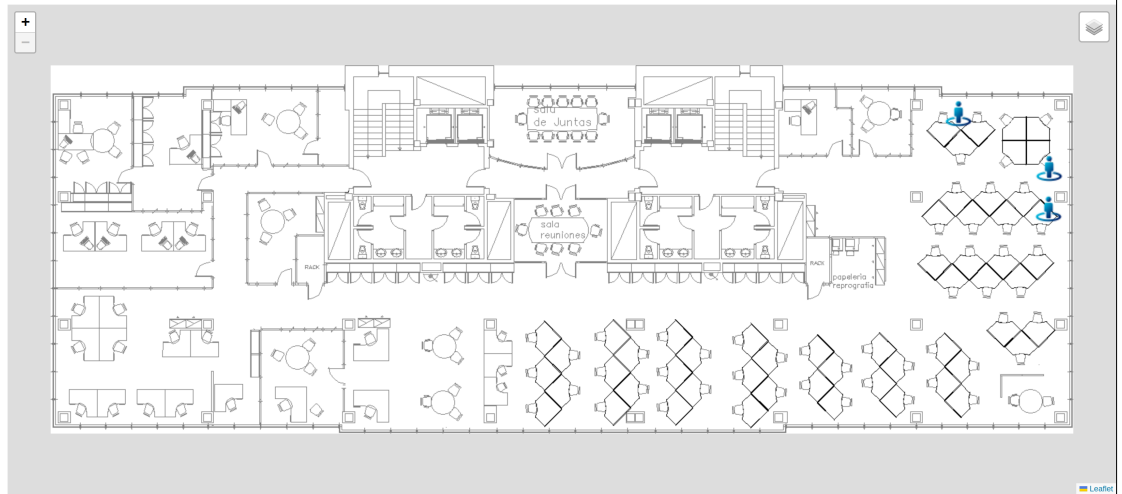 +
−
sala
de Juntas
sala
reuniones
RACK
RACK
papelería
reprografía
Leaflet